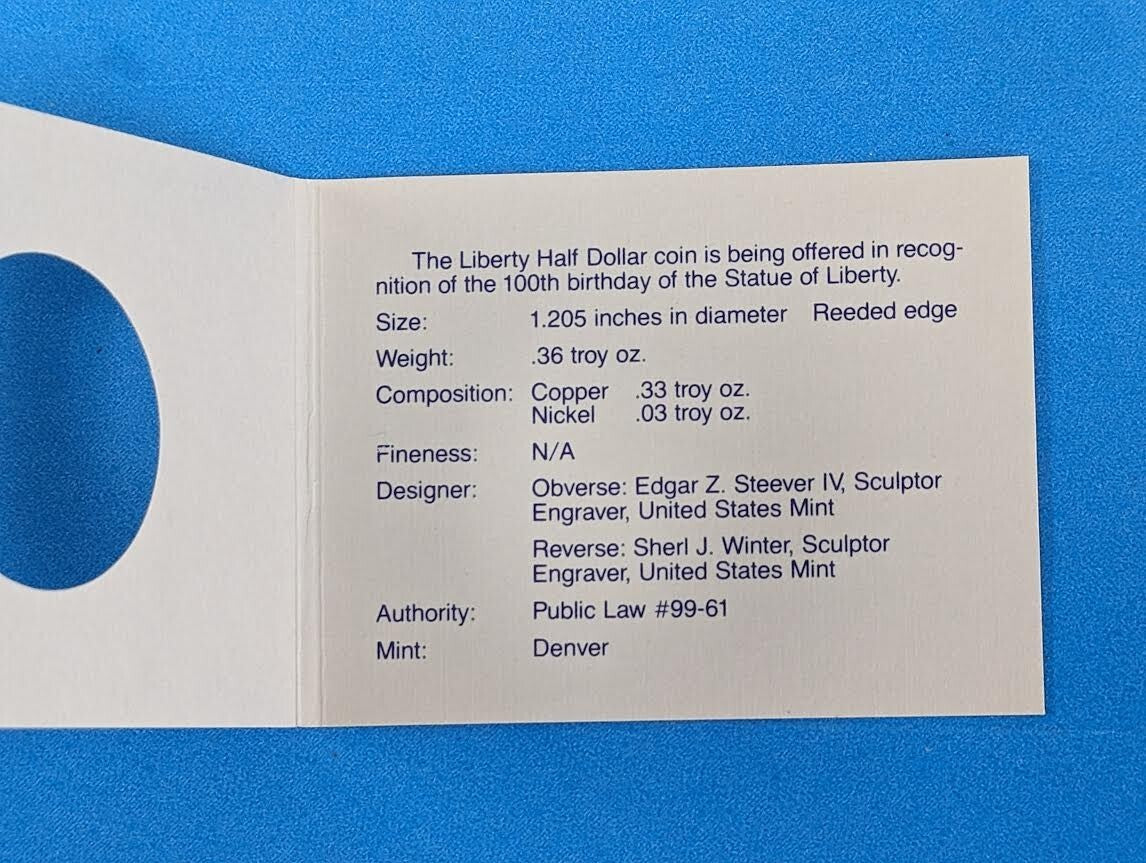 The Liberty Half Dollar coin is being offered in recog-
nition of the 100th birthday of the Statue of Liberty.
Size: 1.205 inches in diameter Reeded edge
Weight: .36 troy oz.
Composition: Copper .33 troy oz.
Nickel .03 troy oz.
Fineness: N/A
Designer: Obverse: Edgar Z. Steever IV, Sculptor
Engraver, United States Mint
Reverse: Sherl J. Winter, Sculptor
Engraver, United States Mint
Authority: Public Law #99-61
Mint: Denver